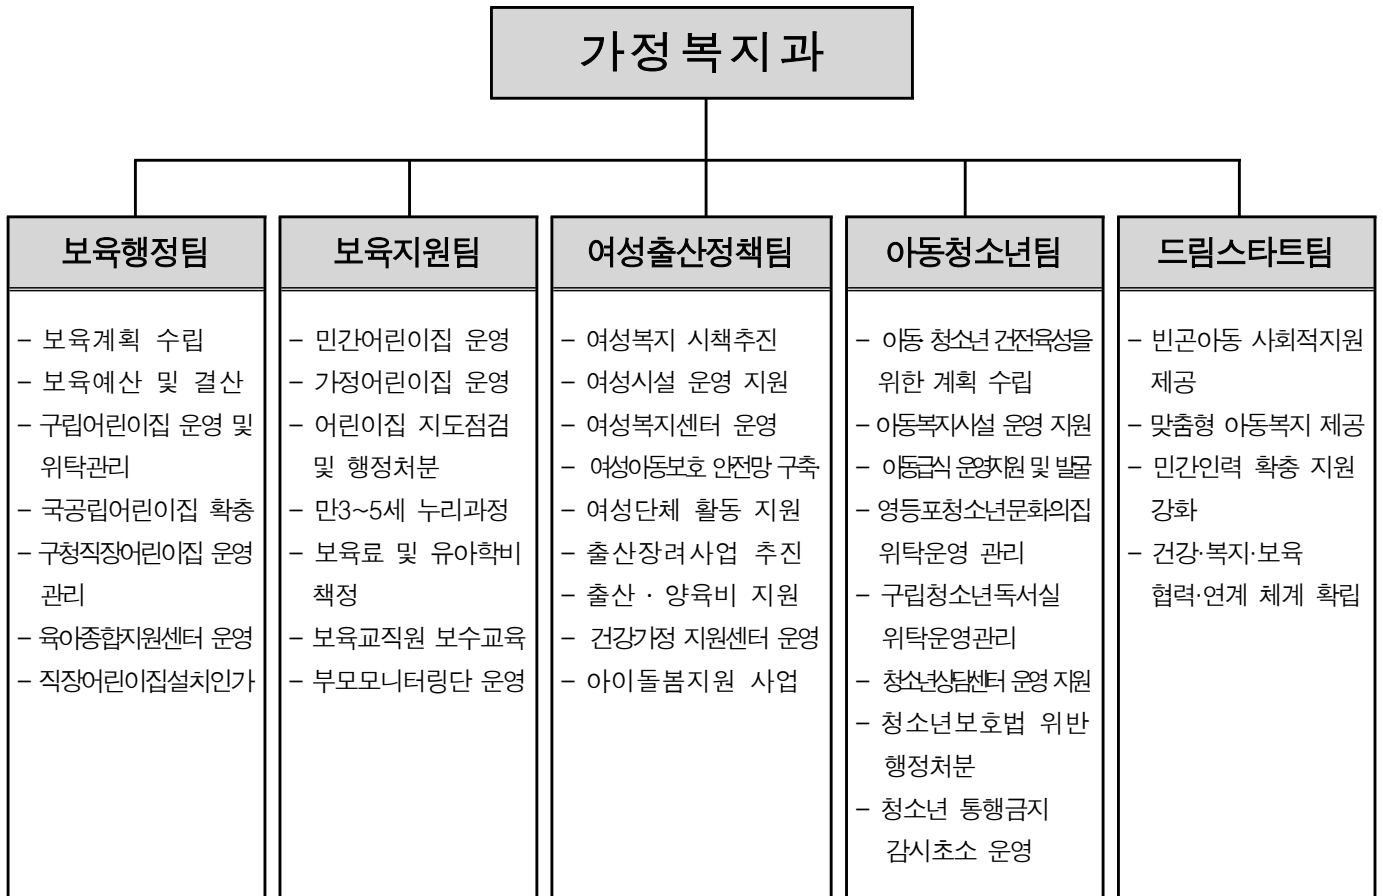 가정복지과
보육행정팀
- 보육계획 수립
- 보육예산 및 결산
- 구립어린이집 운영 및
위탁관리
- 국공립어린이집 확충
- 구청직장어린이집 운영
관리
- 육아종합지원센터 운영
- 직장어린이집설치인가
보육지원팀
- 민간어린이집 운영
- 가정어린이집 운영
- 어린이집 지도점검
및 행정처분
- 만3~5세 누리과정
- 보육료 및 유아학비
책정
- 보육교직원 보수교육
- 부모모니터링단 운영
여성출산정책팀
- 여성복지 시책추진
- 여성시설 운영 지원
- 여성복지센터 운영
- 여성아동보호 안전망 구축
- 여성단체 활동 지원
- 출산장려사업 추진
- 출산 · 양육비 지원
- 건강가정 지원센터 운영
- 아이돌봄지원 사업
아동청소년팀
- 아동· 청소년 건전육성을
위한 계획 수립
- 아동복지시설 운영 지원
- 아동급식 운영지원 및 발굴
- 영등포청소년문화의집
위탁운영 관리
- 구립청소년독서실
위탁운영관리
- 청소년상담센터 운영 지원
- 청소년보호법 위반
행정처분
- 청소년 통행금지
감시초소 운영
드림스타트팀
- 빈곤아동 사회적지원
제공
- 맞춤형 아동복지 제공
- 민간인력 확충 지원
강화
- 건강·복지·보육
협력·연계 체계 확립